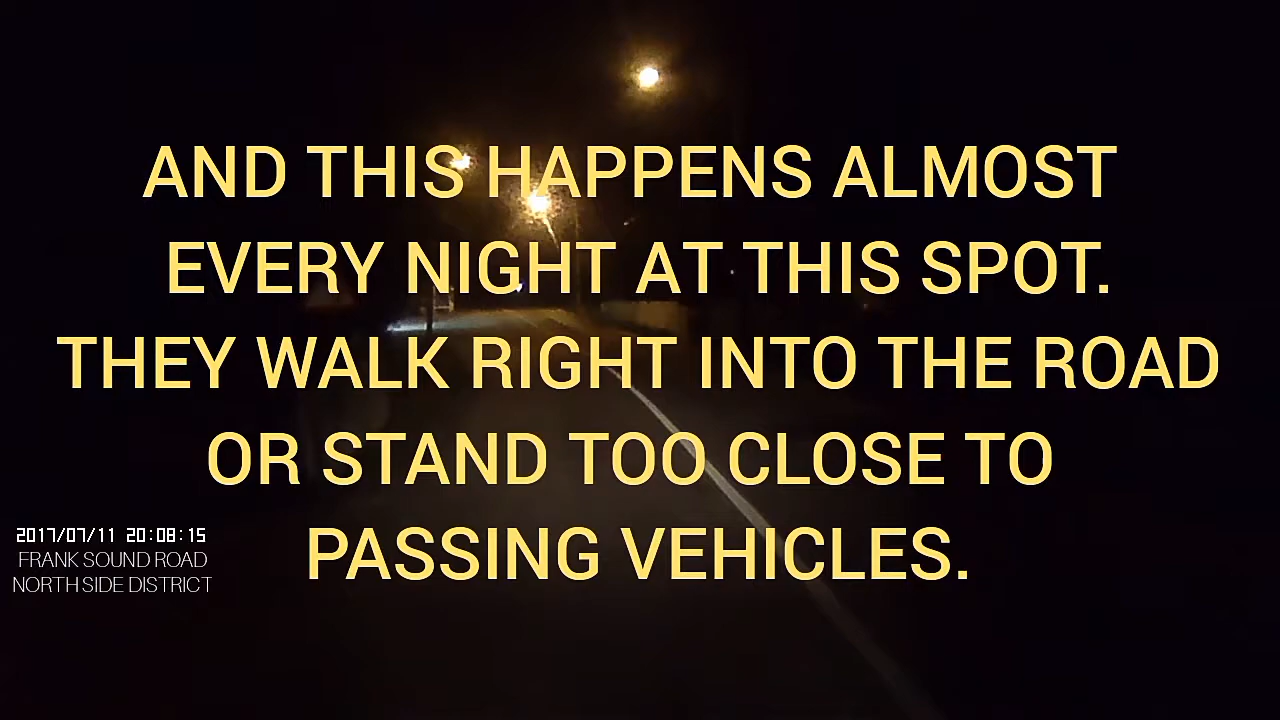 AND THIS HAPPENS ALMOST
EVERY NIGHT AT THIS SPOT.
THEY WALK RIGHT INTO THE ROAD
OR STAND TOO CLOSE TO
PASSING VEHICLES.
2017/07/11 20:08:15
FRANK SOUND ROAD
NORTH SIDE DISTRICT